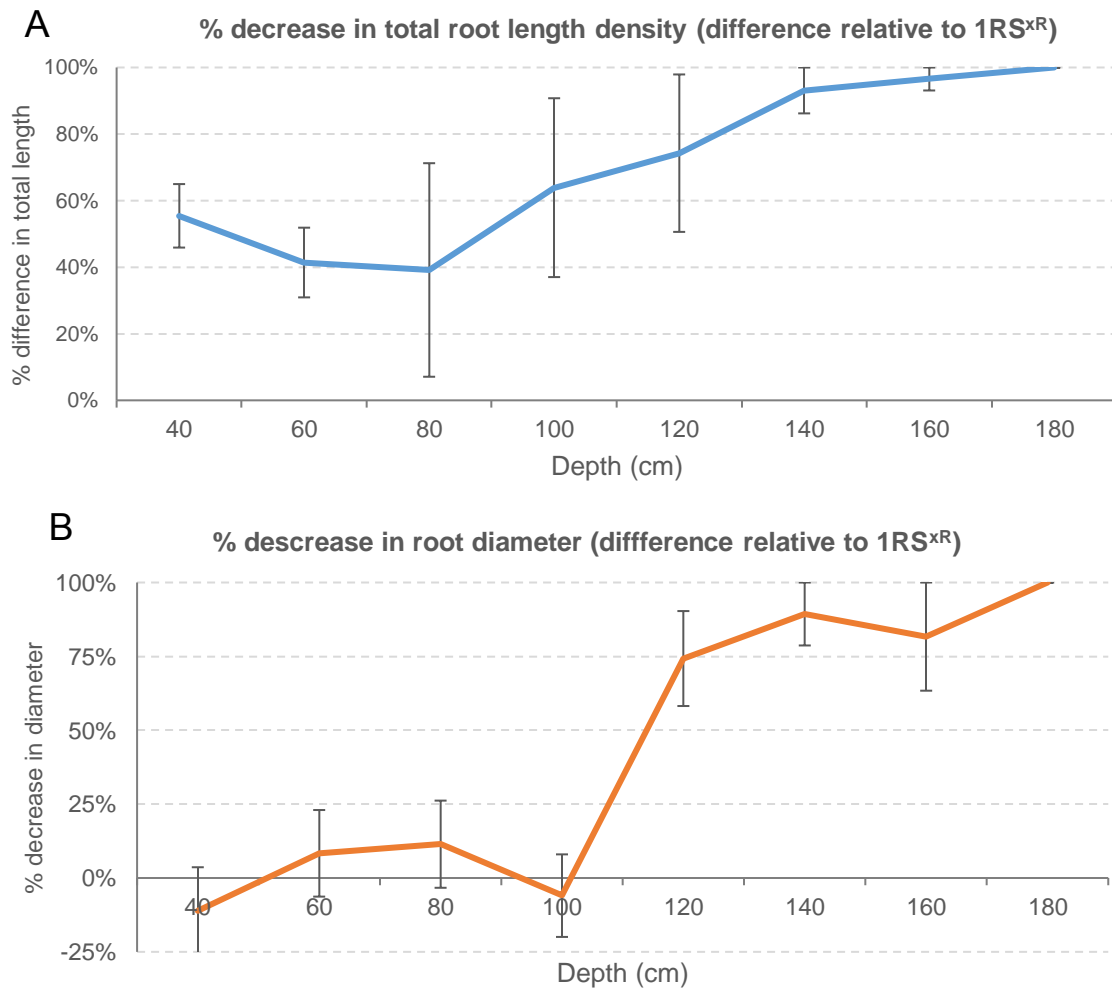 A
% decrease in total root length density (difference relative to 1RS^xR)
100%
80%
60%
40%
20%
0%
% difference in total length
40 60 80 100 120 140 160 180
Depth (cm)
B
% descrease in root diameter (diffference relative to 1RS^xR)
100%
75%
50%
25%
0%
-25%
% decrease in diameter
40 60 80 100 120 140 160 180
Depth (cm)